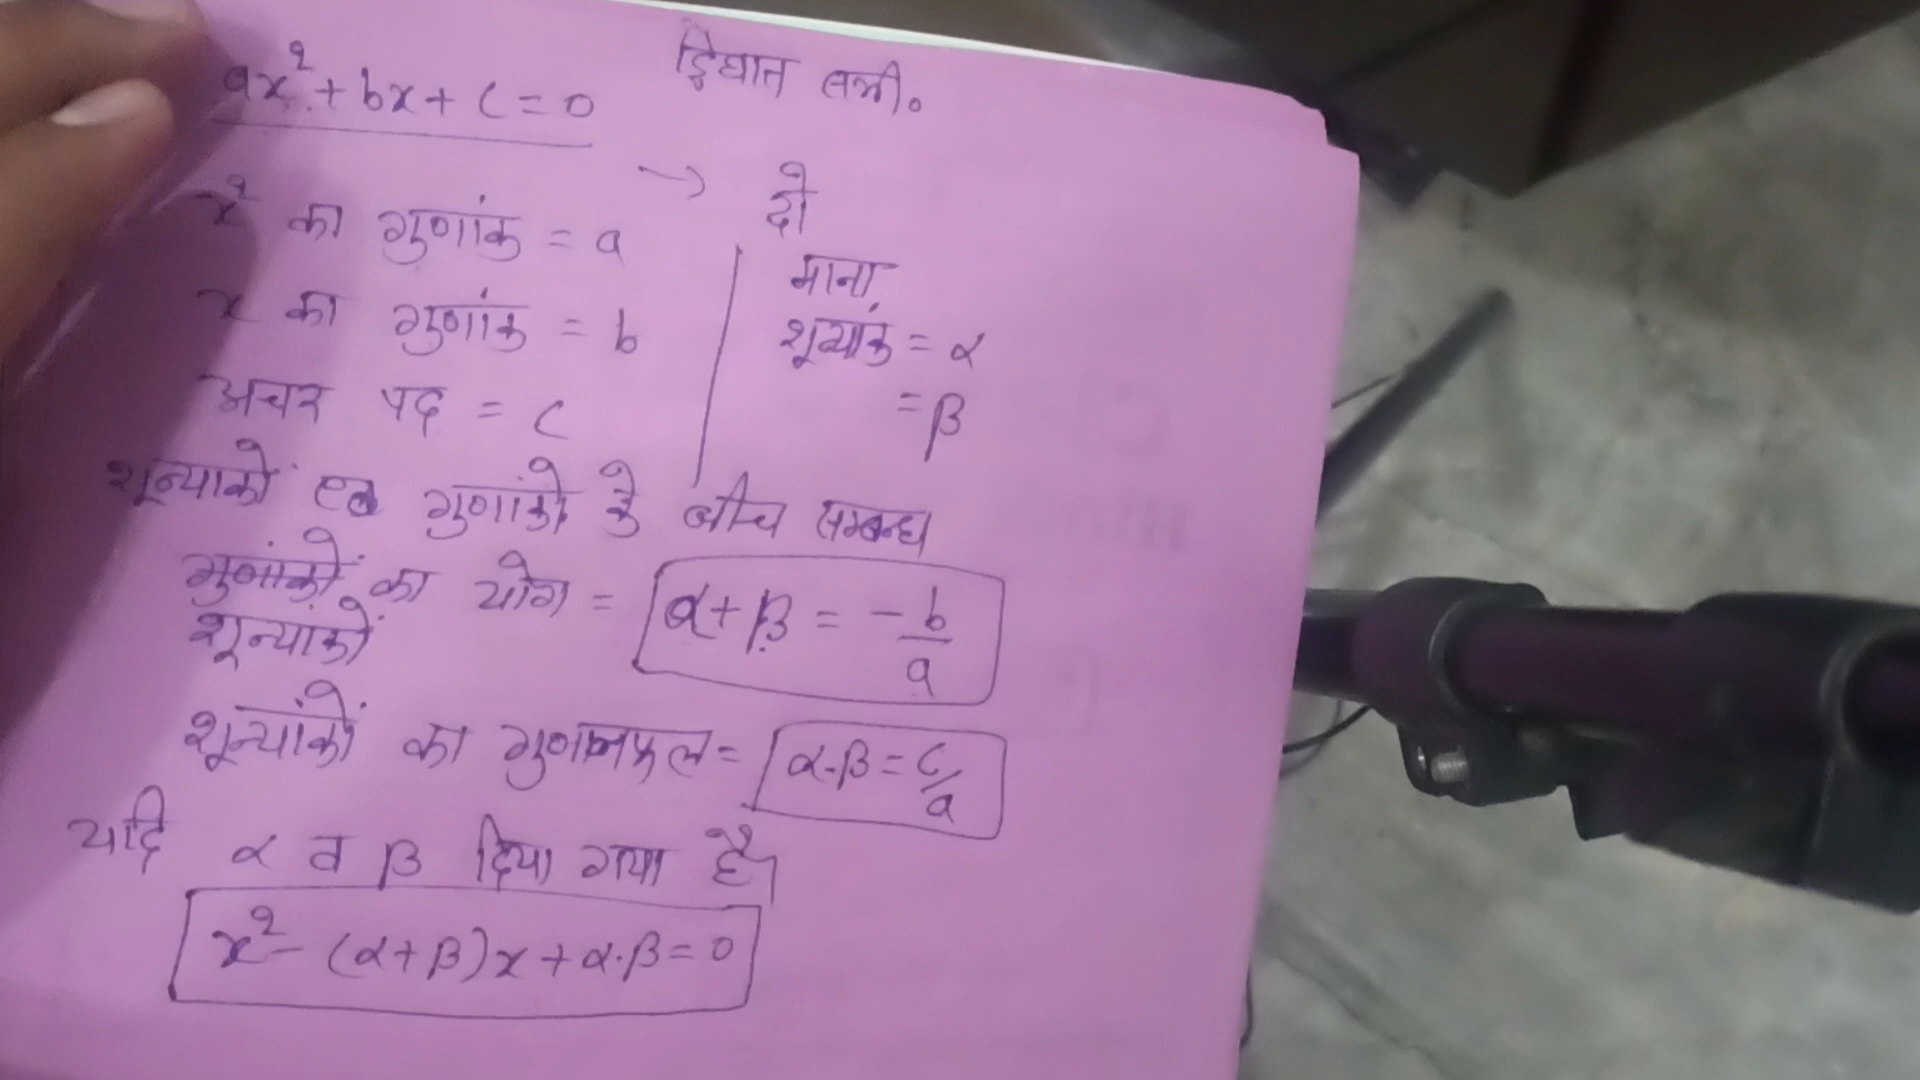 ax²+bx+c=0
द्विघात समी०
x² का गुणांक = a
x का गुणांक = b
अचर पद = c
→ दो
माना
शून्यांक = α
= β
शून्याकों एवं गुणांको के बीच सम्बन्ध
गुणांकों का योग = α+β = -b/a
शून्यांकों
शून्यांकों का गुणनफल = α.β = c/a
यदि α व β दिया गया है
x² - (α+β)x + α.β = 0